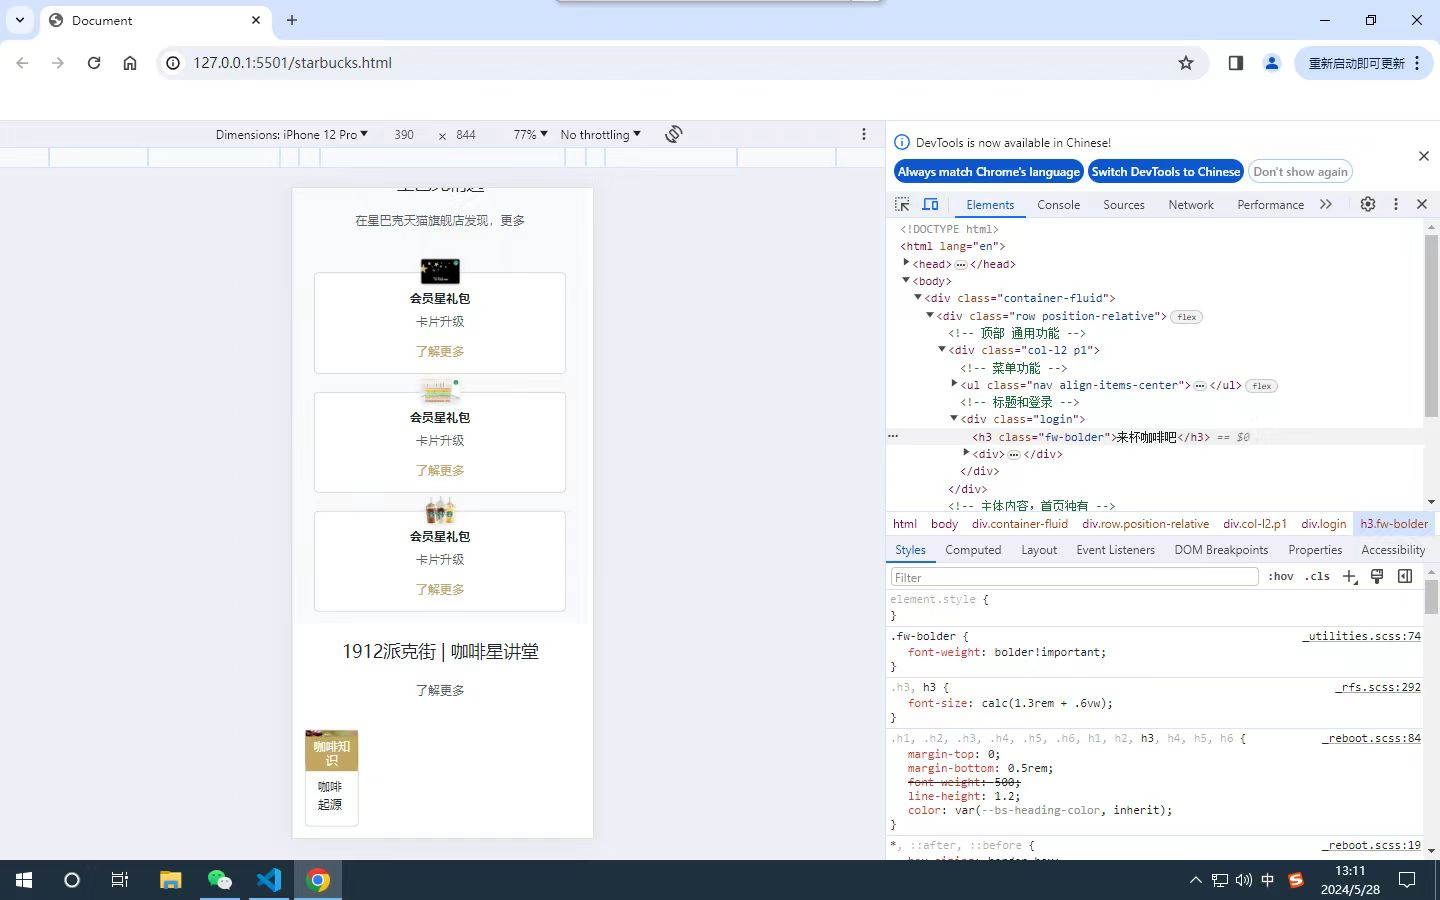 Document
127.0.0.1:5501/starbucks.html
重新启动即可更新
Dimensions: iPhone 12 Pro
390 × 844
77%
No throttling
在星巴克天猫旗舰店发现，更多
会员星礼包
卡片升级
了解更多
会员星礼包
卡片升级
了解更多
会员星礼包
卡片升级
了解更多
1912派克街 | 咖啡星讲堂
了解更多
咖啡知
识
咖啡
起源
DevTools is now available in Chinese!
Always match Chrome's language
Switch DevTools to Chinese
Don't show again
Elements Console Sources Network Performance
<!DOCTYPE html>
<html lang="en">
<head>…</head>
<body>
<div class="container-fluid">
<div class="row position-relative"> flex
<!-- 顶部 通用功能 -->
<div class="col-l2 p1">
<!-- 菜单功能 -->
<ul class="nav align-items-center">…</ul> flex
<!-- 标题和登录 -->
<div class="login">
<h3 class="fw-bolder">来杯咖啡吧</h3> == $0
<div>…</div>
</div>
</div>
<!-- 主体内容，首页独有 -->
html body div.container-fluid div.row.position-relative div.col-l2.p1 div.login h3.fw-bolder
Styles Computed Layout Event Listeners DOM Breakpoints Properties Accessibility
Filter :hov .cls
element.style {
}
.fw-bolder { _utilities.scss:74
font-weight: bolder!important;
}
.h3, h3 { _rfs.scss:292
font-size: calc(1.3rem + .6vw);
}
.h1, .h2, .h3, .h4, .h5, .h6, h1, h2, h3, h4, h5, h6 { _reboot.scss:84
margin-top: 0;
margin-bottom: 0.5rem;
font-weight: 500;
line-height: 1.2;
color: var(--bs-heading-color, inherit);
}
*, ::after, ::before { _reboot.scss:19
中
13:11
2024/5/28